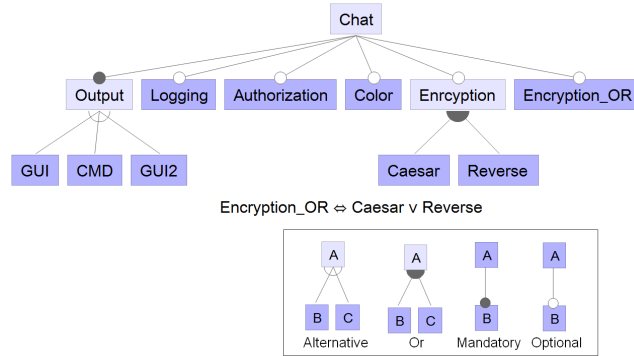 Chat
Output Logging Authorization Color Enrcyption Encryption_OR
GUI CMD GUI2 Caesar Reverse
Encryption_OR ⇔ Caesar ∨ Reverse
A A A A
B C B C B B
Alternative Or Mandatory Optional